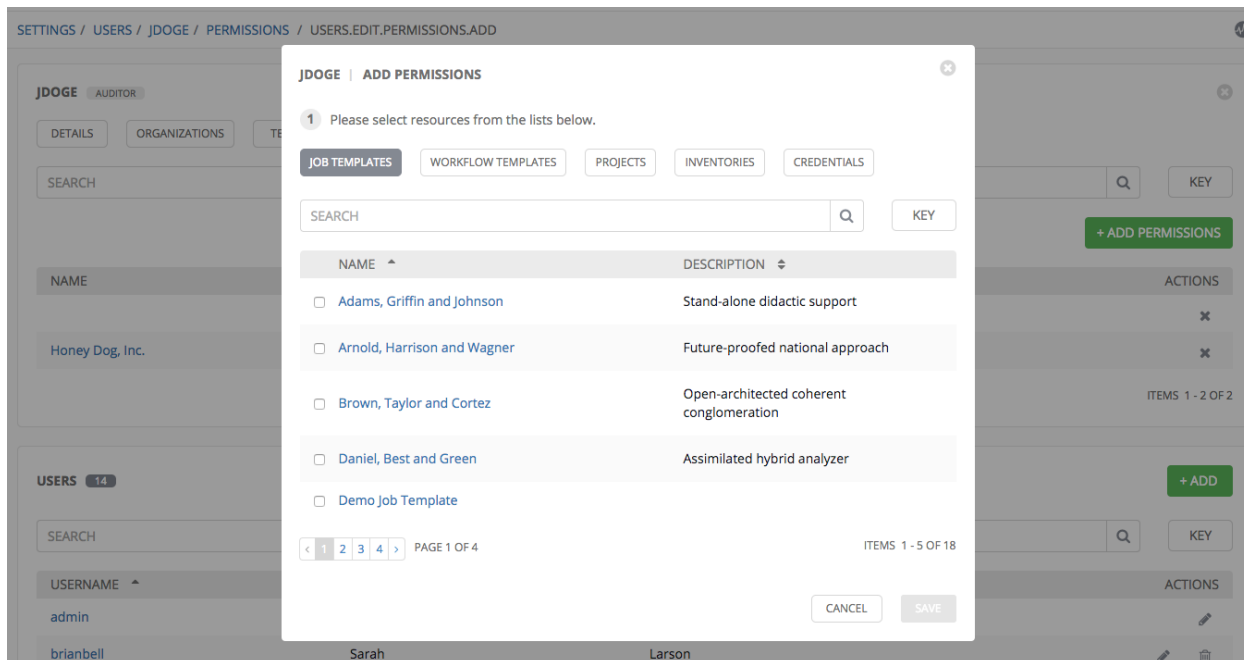 SETTINGS / USERS / JDOGE / PERMISSIONS / USERS.EDIT.PERMISSIONS.ADD
JDOGE AUDITOR
DETAILS
ORGANIZATIONS
TE
SEARCH
KEY
+ ADD PERMISSIONS
NAME
ACTIONS
Honey Dog, Inc.
ITEMS 1 - 2 OF 2
JDOGE | ADD PERMISSIONS
1 Please select resources from the lists below.
JOB TEMPLATES
WORKFLOW TEMPLATES
PROJECTS
INVENTORIES
CREDENTIALS
SEARCH
KEY
NAME
DESCRIPTION
Adams, Griffin and Johnson
Stand-alone didactic support
Arnold, Harrison and Wagner
Future-proofed national approach
Brown, Taylor and Cortez
Open-architected coherent
conglomeration
Daniel, Best and Green
Assimilated hybrid analyzer
Demo Job Template
< 1 2 3 4 > PAGE 1 OF 4
ITEMS 1 - 5 OF 18
CANCEL
SAVE
USERS 14
+ ADD
SEARCH
KEY
USERNAME
ACTIONS
admin
brianbell
Sarah
Larson